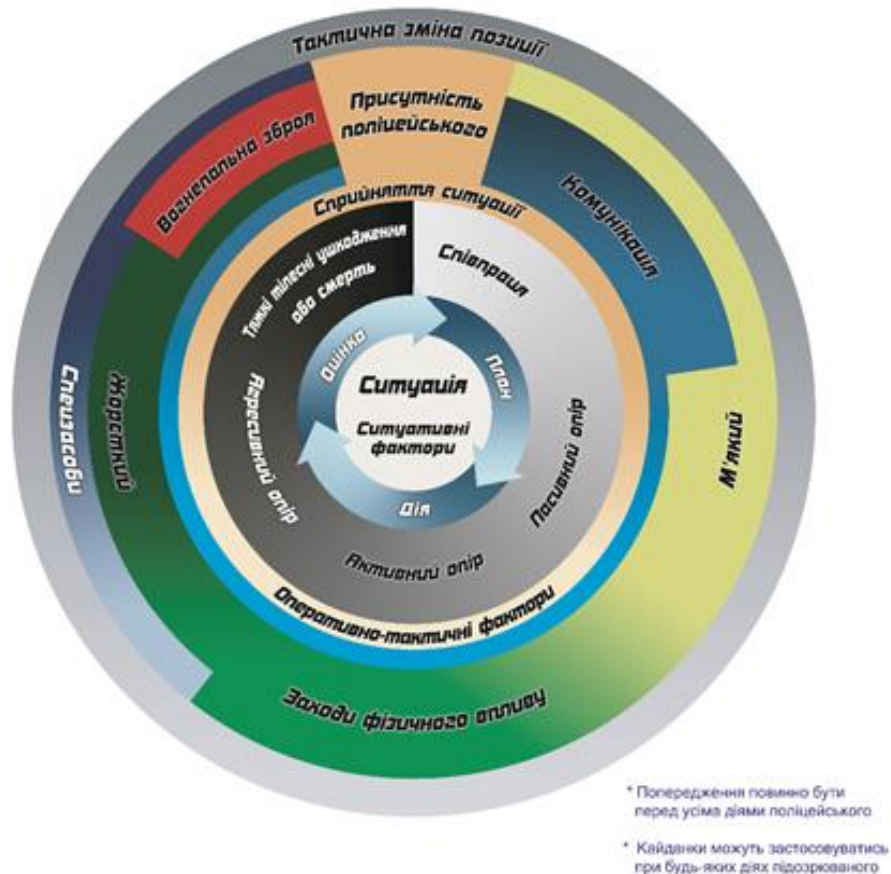 Тактична зміна позиції
Присутність
поліцейського
Вогнепальна зброя
Комунікація
Сприйняття ситуації
Тяжкі тілесні ушкодження
або смерть
Співпраця
Оцінка
План
Ситуація
Ситуативні
фактори
Дія
Спецзасоби
Жорсткий
Агресивний опір
Пасивний опір
М'який
Активний опір
Оперативно-тактичні фактори
Заходи фізичного впливу
* Попередження повинно бути
перед усіма діями поліцейського
* Кайданки можуть застосовуватись
при будь-яких діях підозрюваного